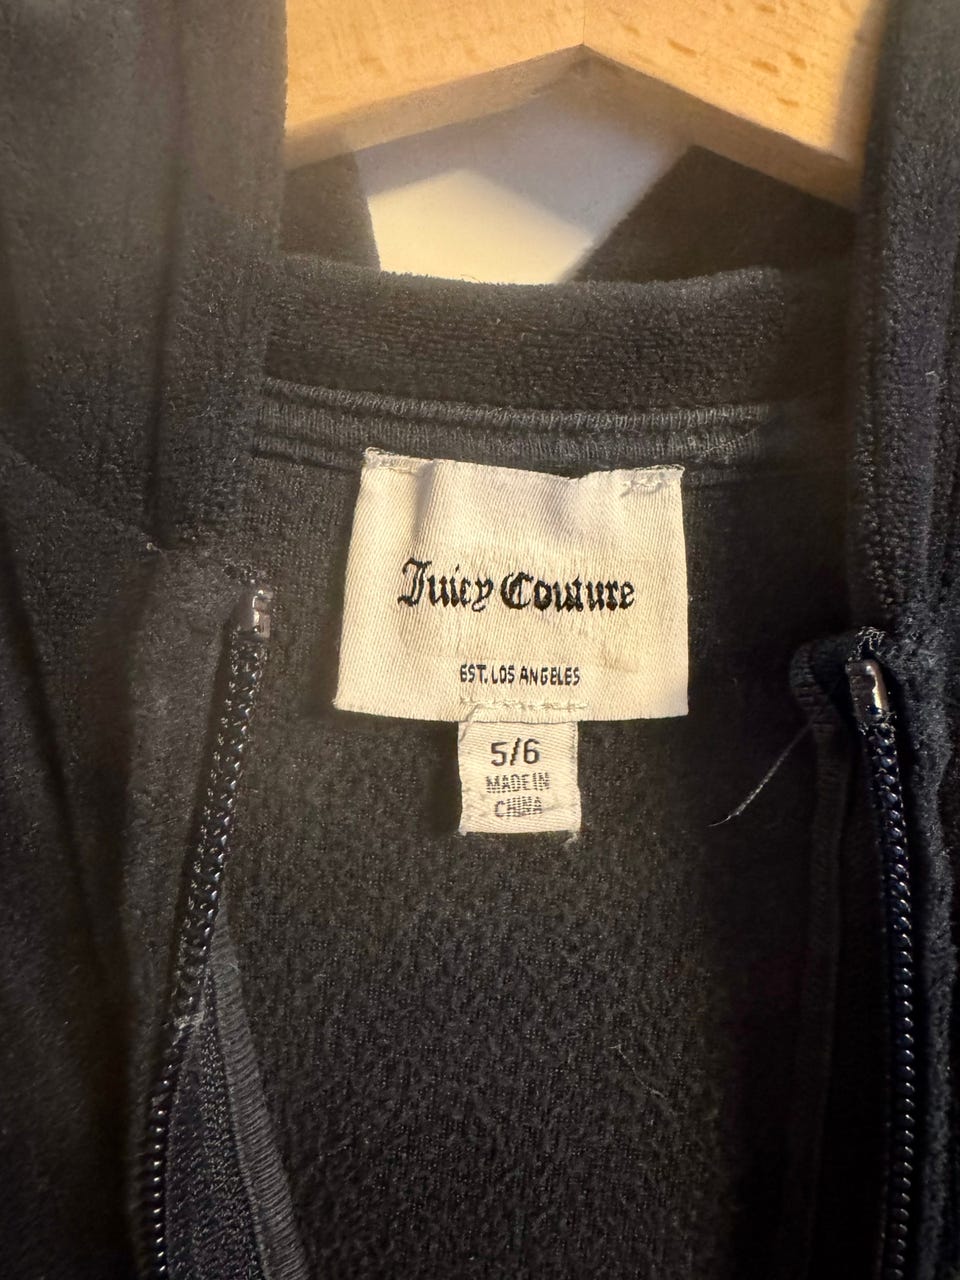 Juicy Couture
EST. LOS ANGELES
5/6
MADE IN
CHINA